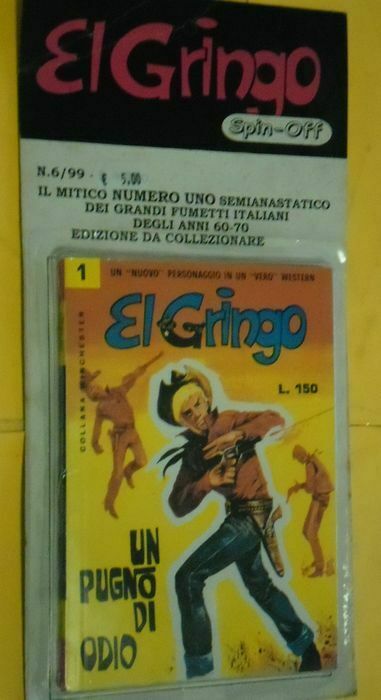 El Gringo
Spin-Off
N.6/99 - € 5,00
IL MITICO NUMERO UNO SEMIANASTATICO
DEI GRANDI FUMETTI ITALIANI
DEGLI ANNI 60-70
EDIZIONE DA COLLEZIONARE
1
UN "NUOVO" PERSONAGGIO IN UN "VERO" WESTERN
El Gringo
COLLANA WINCHESTER
L. 150
UN
PUGNO
DI
ODIO